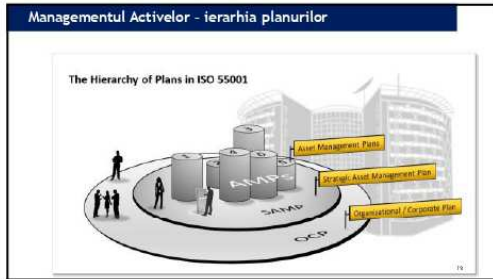 Managementul Activelor - ierarhia planurilor
The Hierarchy of Plans in ISO 55001
Asset Management Plans
Strategic Asset Management Plan
Organizational / Corporate Plan
AMPs
SAMP
OCP